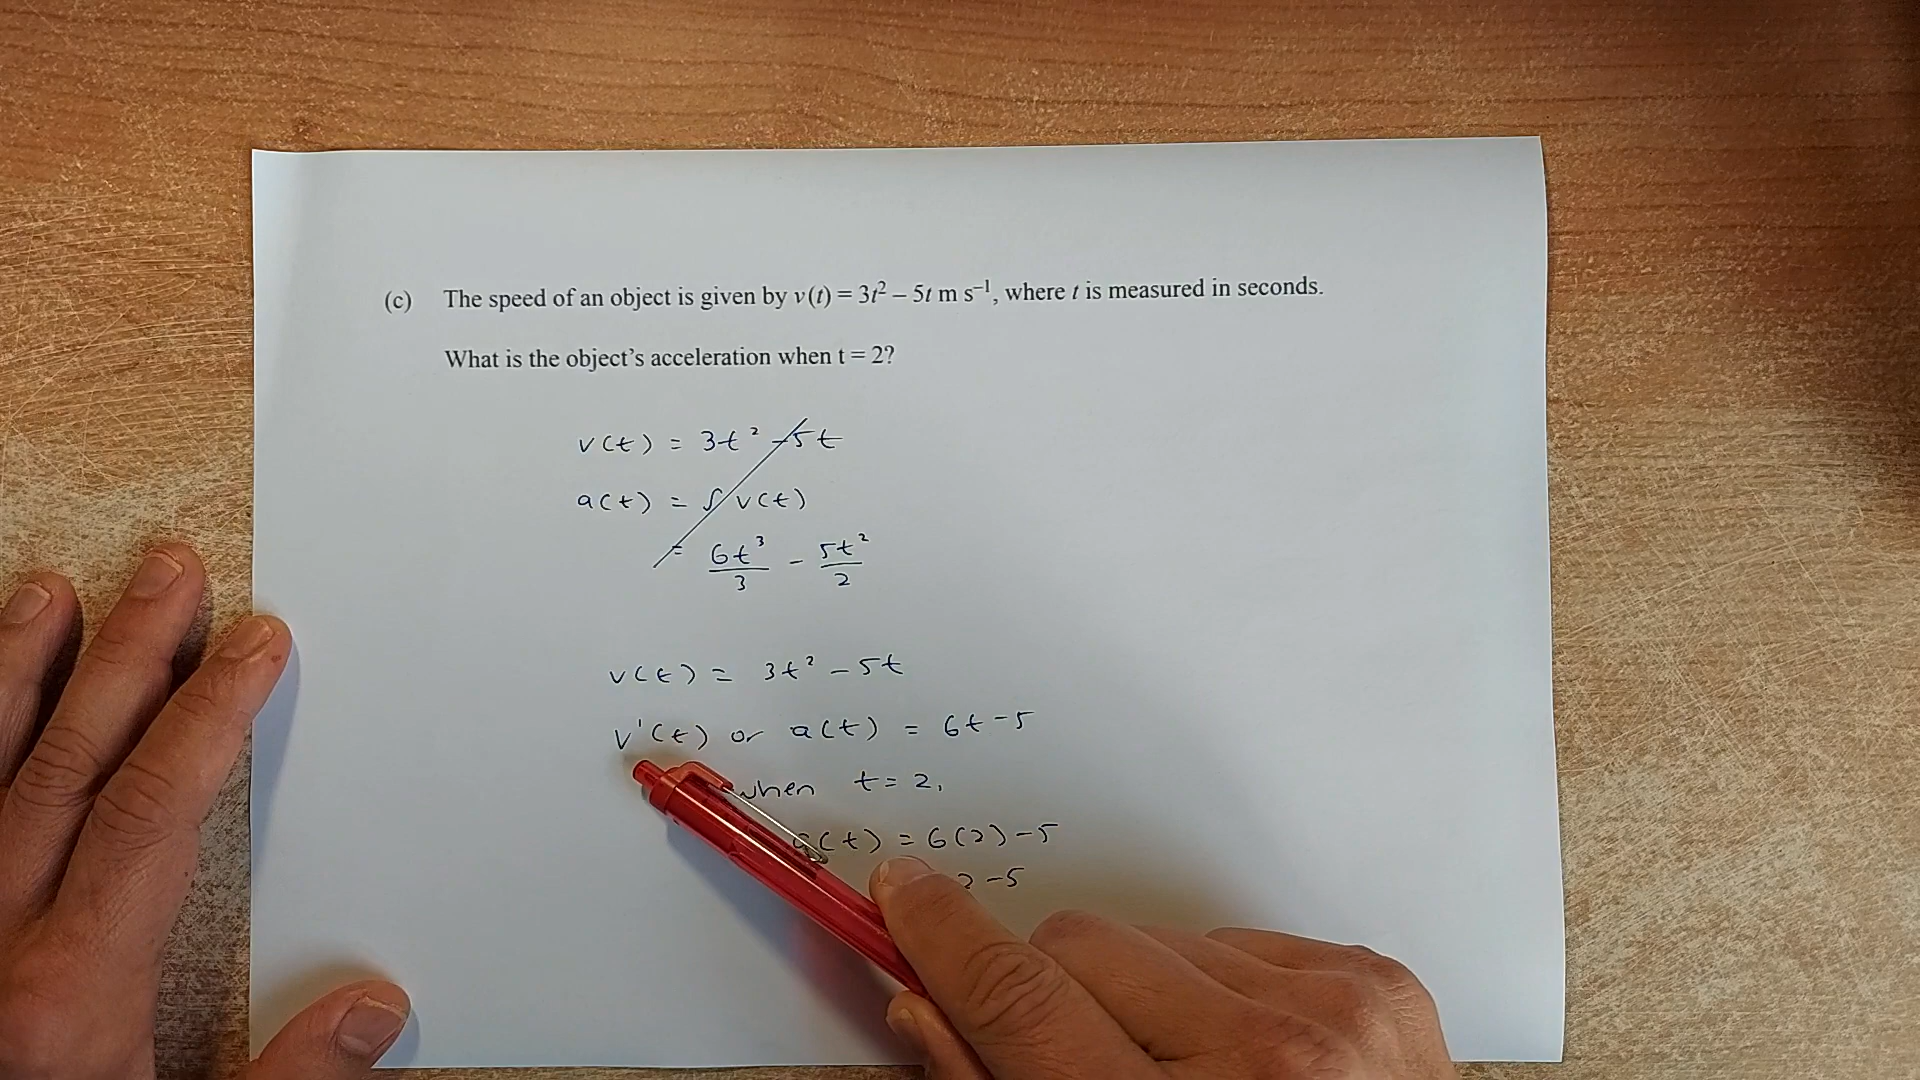 (c) The speed of an object is given by v(t) = 3t² – 5t m s⁻¹, where t is measured in seconds.
What is the object’s acceleration when t = 2?
v(t) = 3t² – 5t
a(t) = ∫ v(t)
= 6t³/3 – 5t²/2
v(t) = 3t² – 5t
v'(t) or a(t) = 6t – 5
when t = 2,
a(t) = 6(2) – 5
2 – 5